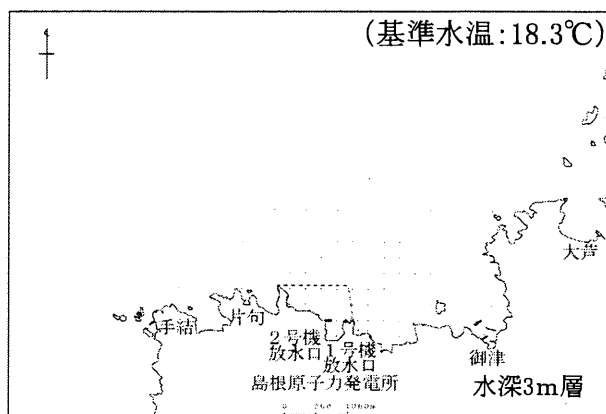 (基準水温:18.3℃)
大芦
手結
片句
2号機
放水口
1号機
放水口
御津
島根原子力発電所
水深3m層